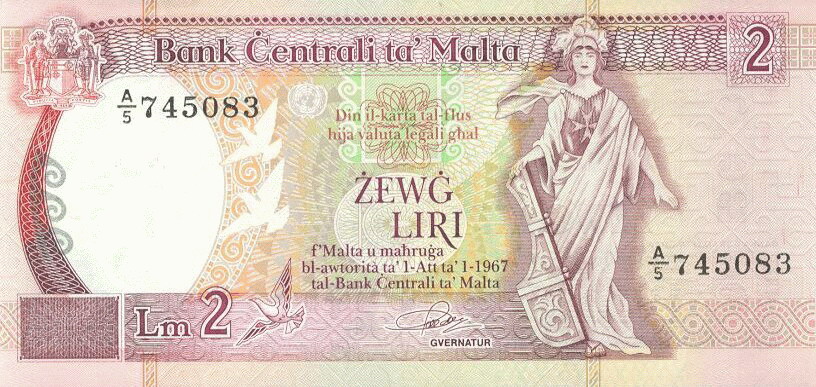 Bank Ċentrali ta' Malta
2
A/5 745083
Din il-karta tal-flus
hija valuta legali għal
ŻEWĠ
LIRI
f'Malta u maħruġa
bl-awtorità ta' l-Att ta' l-1967
tal-Bank Ċentrali ta' Malta
A/5 745083
Lm 2
GVERNATUR